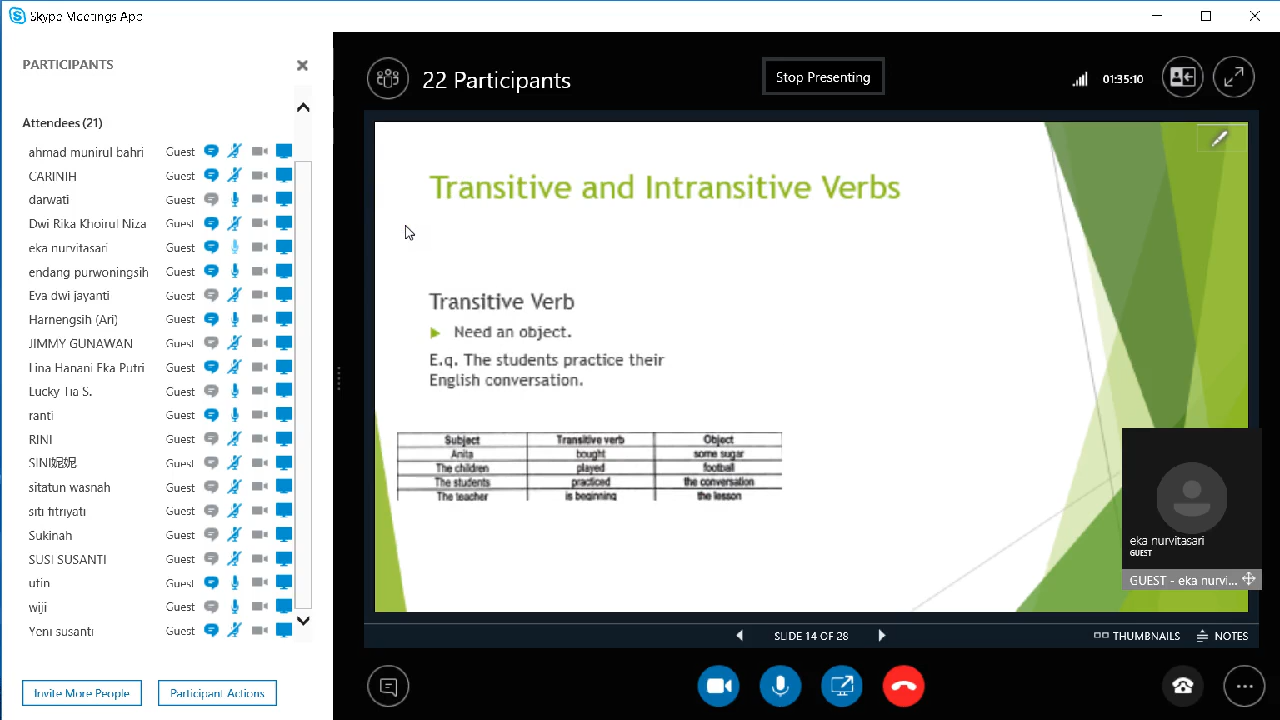 Skype Meetings App
PARTICIPANTS
Attendees (21)
ahmad munirul bahri Guest
CARINIH Guest
darwati Guest
Dwi Rika Khoirul Niza Guest
eka nurvitasari Guest
endang purwoningsih Guest
Eva dwi jayanti Guest
Harnengsih (Ari) Guest
JIMMY GUNAWAN Guest
Lina Hanani Eka Putri Guest
Lucky Tia S. Guest
ranti Guest
RINI Guest
SINI妮妮 Guest
sitatun wasnah Guest
siti fitriyati Guest
Sukinah Guest
SUSI SUSANTI Guest
utin Guest
wiji Guest
Yeni susanti Guest
Invite More People
Participant Actions
22 Participants
Stop Presenting
01:35:10
Transitive and Intransitive Verbs
Transitive Verb
Need an object.
E.q. The students practice their
English conversation.
Subject Transitive verb Object
Anita bought some sugar
The children played football
The students practiced the conversation
The teacher is beginning the lesson
eka nurvitasari
GUEST
GUEST - eka nurvi...
SLIDE 14 OF 28
THUMBNAILS
NOTES